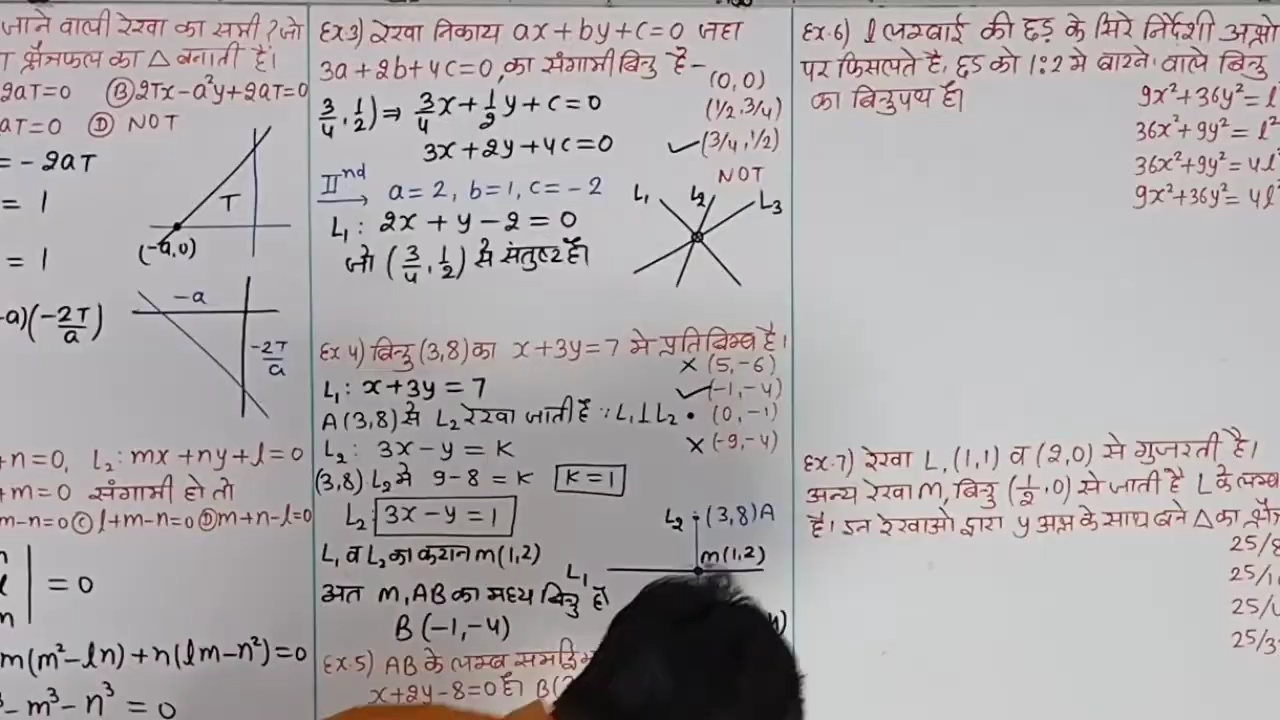 जाने वाली रेखा का समी? जो
क्षेत्रफल का △ बनाती है।
2aT=0 Ⓑ 2Tx-a²y+2aT=0
aT=0 Ⓓ NOT
= -2aT
= 1
= 1
T
(-a,0)
-a)(-2T/a)
-a
-2T/a
+n=0, L₂: mx+ny+l=0
+m=0 संगामी हो तो
m-n=0 Ⓒ l+m-n=0 Ⓓ m+n-l=0
= 0
m(m²-ln)+n(lm-n²)=0
-m³-n³ = 0
Ex.3) रेखा निकाय ax+by+c=0 जहा
3a+2b+4c=0, का संगामी बिन्दु है-
(0,0)
(1/2,3/4)
✓(3/4,1/2)
NOT
3/4,1/2) ⇒ 3/4x+1/2y+c=0
3x+2y+4c=0
IInd a=2, b=1, c=-2
L₁: 2x+y-2=0
जो (3/4,1/2) से संतुष्ट है।
L₁ L₂ L₃
Ex.4) बिन्दु (3,8) का x+3y=7 मे प्रतिबिम्ब है।
×(5,-6)
✓(-1,-4)
•(0,-1)
×(-9,-4)
L₁: x+3y=7
A(3,8) से L₂ रेखा जाती है ∵ L₁⊥L₂
L₂: 3x-y=K
(3,8) L₂ मे 9-8=K K=1
L₂: 3x-y=1
L₁ व L₂ का कटान m(1,2)
अत m, AB का मध्य बिन्दु है।
B(-1,-4)
L₂ (3,8)A
m(1,2)
L₁
Ex.5) AB के लम्ब समद्वि
x+2y-8=0 है। B(
Ex.6) l लम्बाई की छड़ के सिरे निर्देशी अक्षो
पर फिसलते है, छड़ को 1:2 मे बाटने वाले बिन्दु
का बिन्दुपथ है।
9x²+36y²=l
36x²+9y²=l²
36x²+9y²=4l
9x²+36y²=4l
Ex.7) रेखा L, (1,1) व (2,0) से गुजरती है।
अन्य रेखा M, बिन्दु (1/2,0) से जाती है L के लम्ब
है। इन रेखाओ द्वारा y अक्ष के साथ बने △ का
25/
25/1
25/
25/3